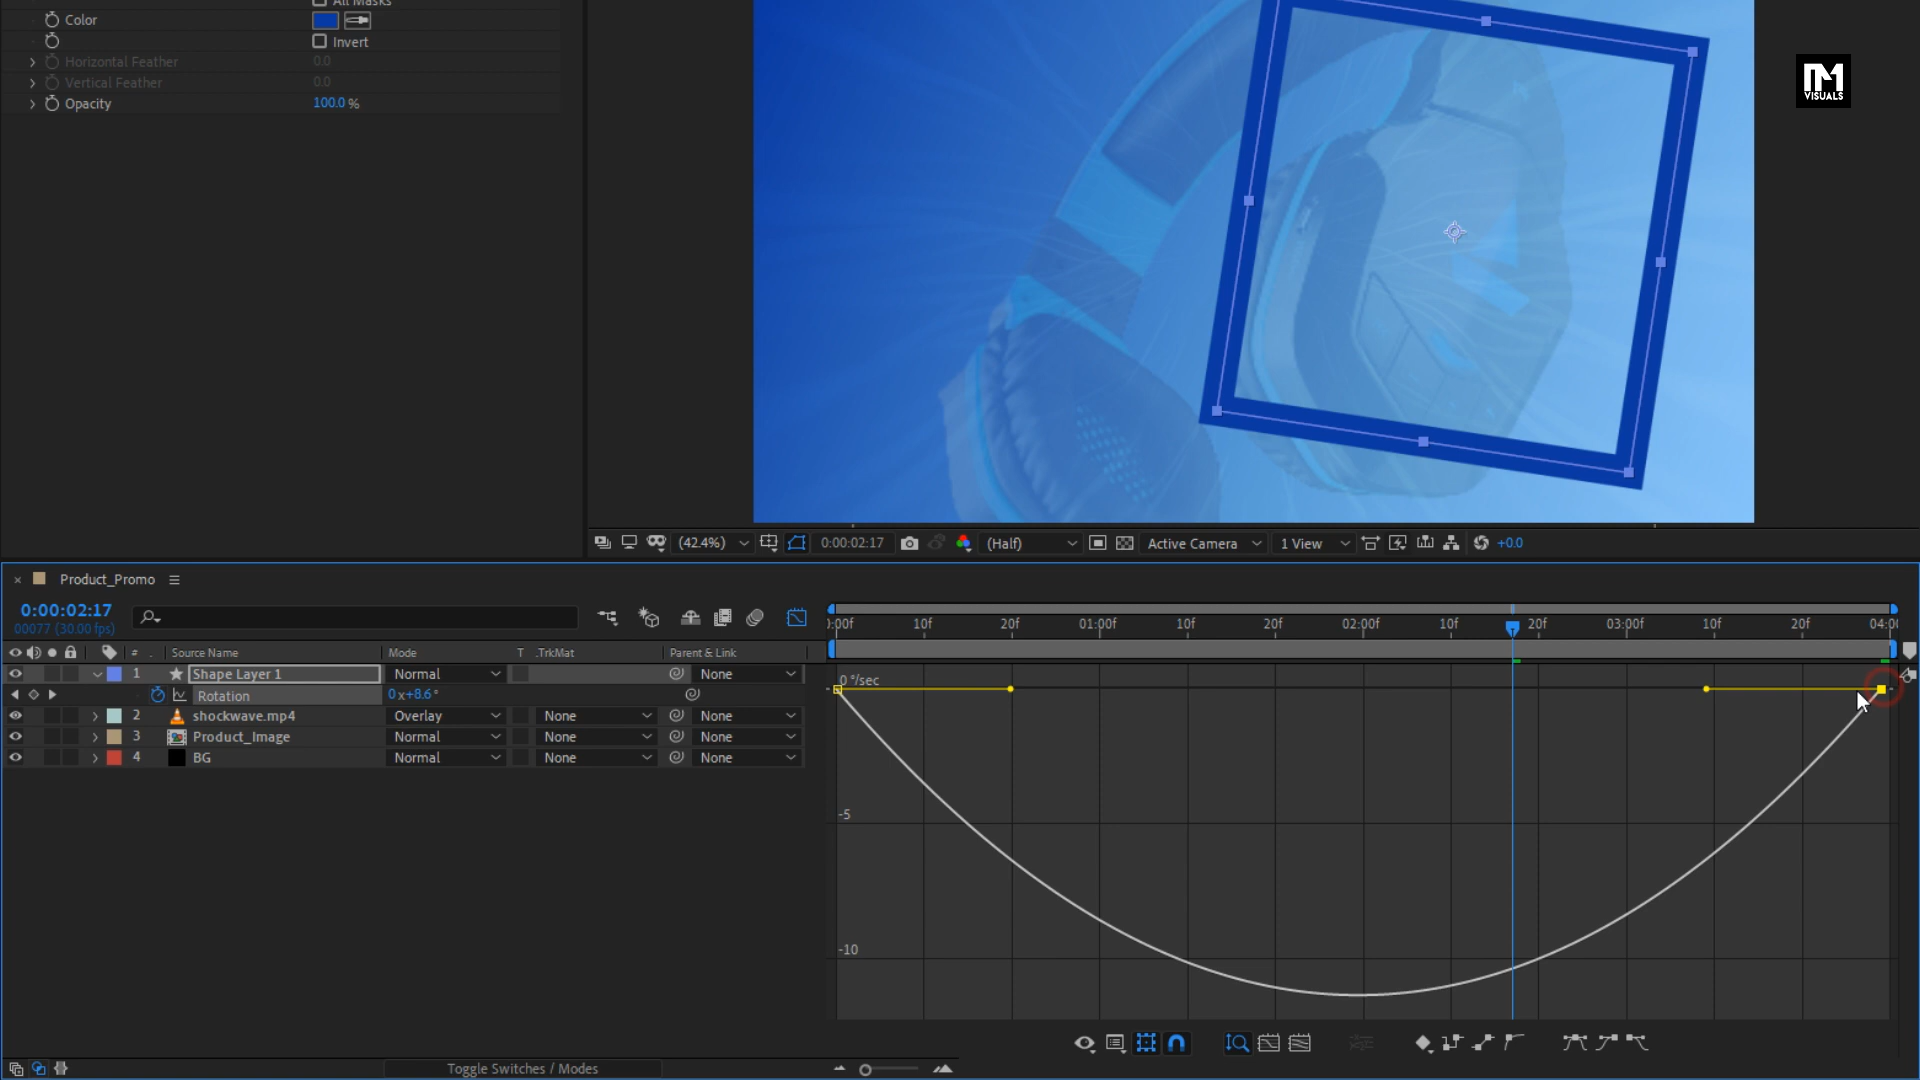 All Masks
Color
Invert
Horizontal Feather 0.0
Vertical Feather 0.0
Opacity 100.0 %
M
VISUALS
(42.4%) 0:00:02:17 (Half) Active Camera 1 View +0.0
Product_Promo
0:00:02:17
00077 (30.00 fps)
:00f 10f 20f 01:00f 10f 20f 02:00f 10f 20f 03:00f 10f 20f 04:00
# Source Name Mode T .TrkMat Parent & Link
1 Shape Layer 1 Normal None
Rotation 0x+8.6°
2 shockwave.mp4 Overlay None None
3 Product_Image Normal None None
4 BG Normal None None
0 °/sec
-5
-10
Toggle Switches / Modes